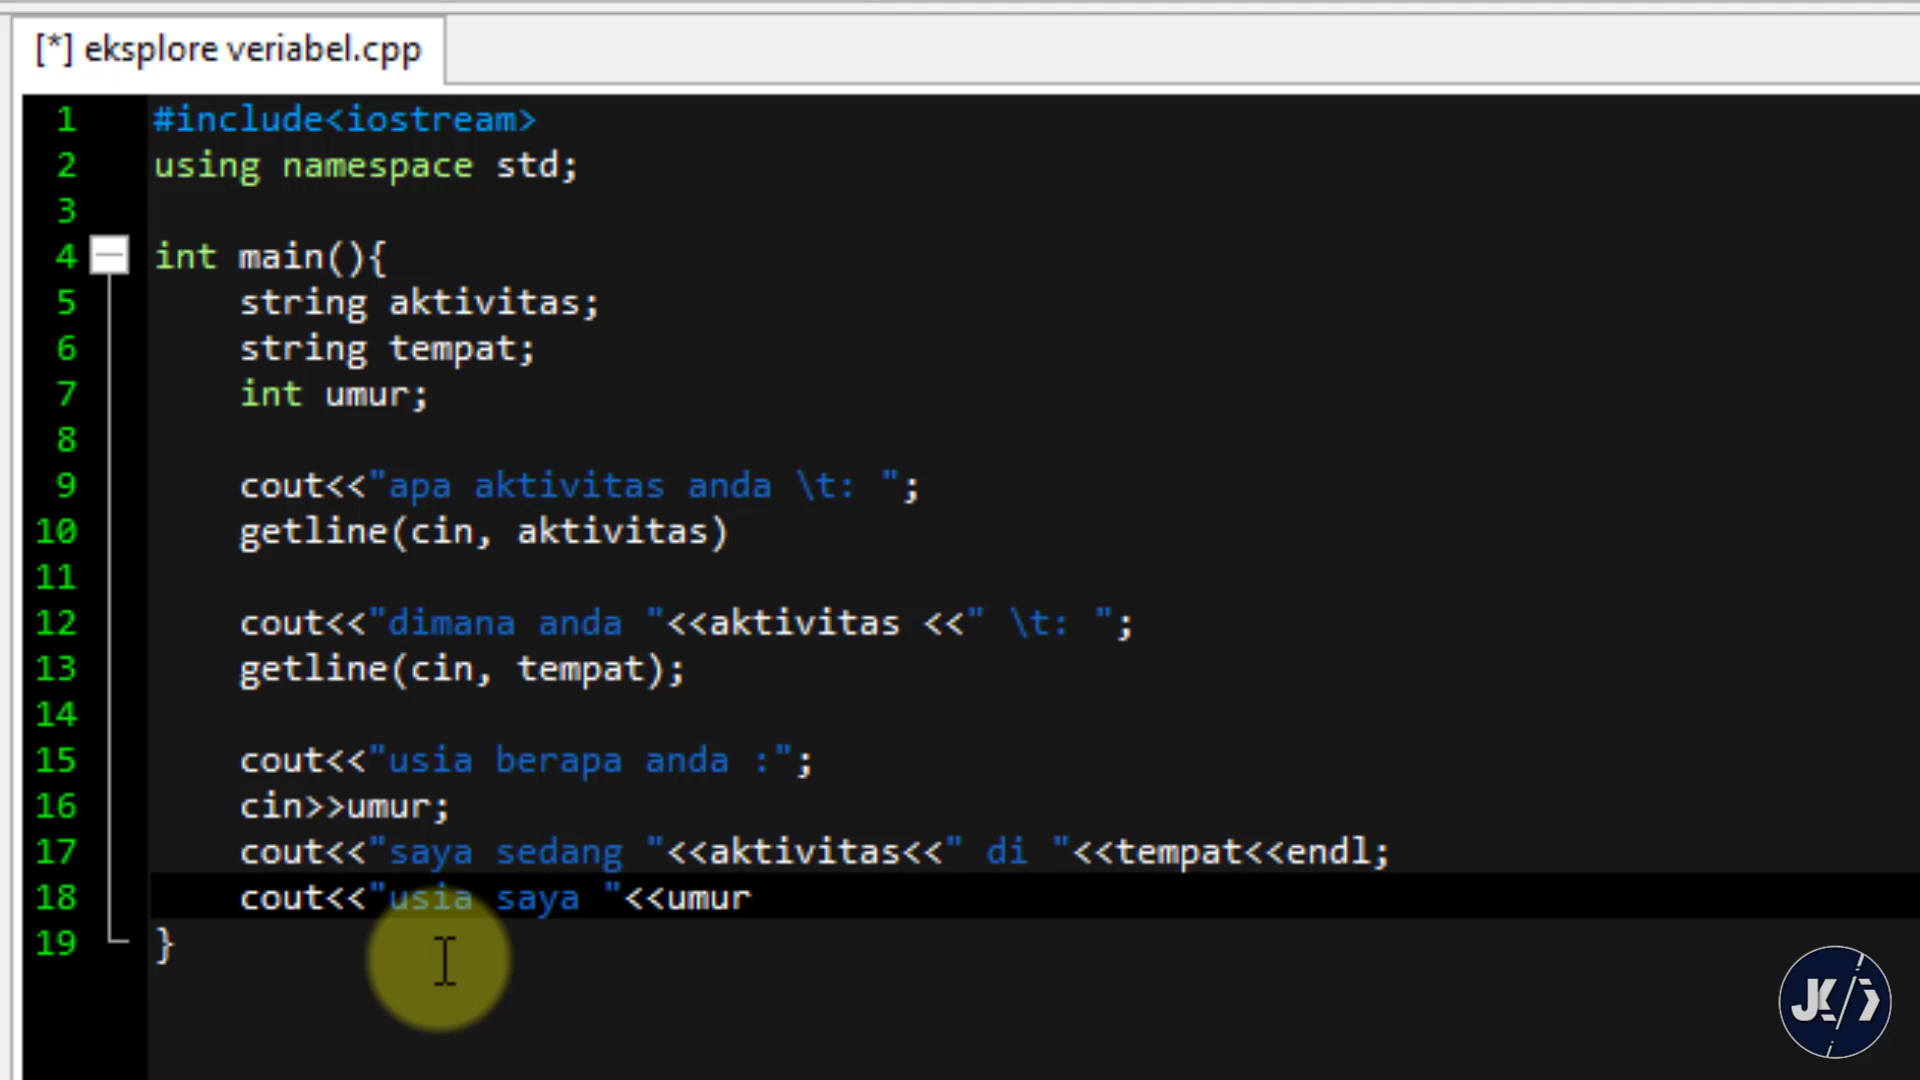 [*] eksplore veriabel.cpp
1 #include<iostream>
2 using namespace std;
3
4 int main(){
5 string aktivitas;
6 string tempat;
7 int umur;
8
9 cout<<"apa aktivitas anda \t: ";
10 getline(cin, aktivitas)
11
12 cout<<"dimana anda "<<aktivitas <<" \t: ";
13 getline(cin, tempat);
14
15 cout<<"usia berapa anda :";
16 cin>>umur;
17 cout<<"saya sedang "<<aktivitas<<" di "<<tempat<<endl;
18 cout<<"usia saya "<<umur
19 }
JK